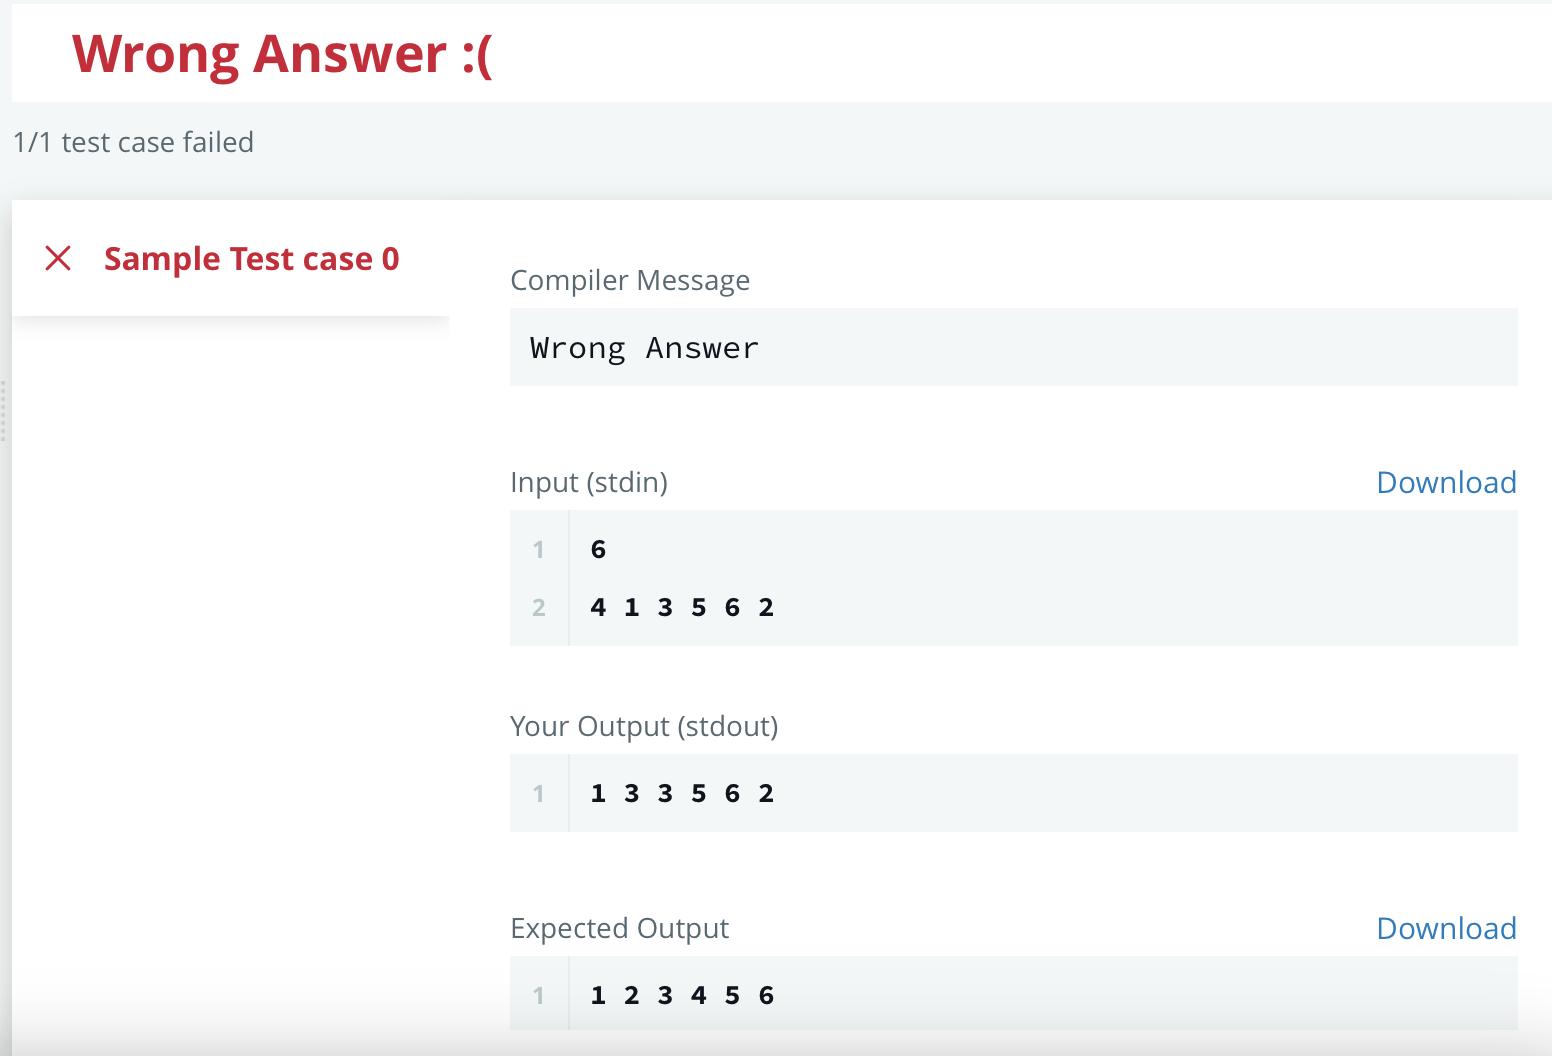 Wrong Answer :(
1/1 test case failed
Sample Test case 0
Compiler Message
Wrong Answer
Input (stdin) Download
1 6
2 4 1 3 5 6 2
Your Output (stdout)
1 1 3 3 5 6 2
Expected Output Download
1 1 2 3 4 5 6